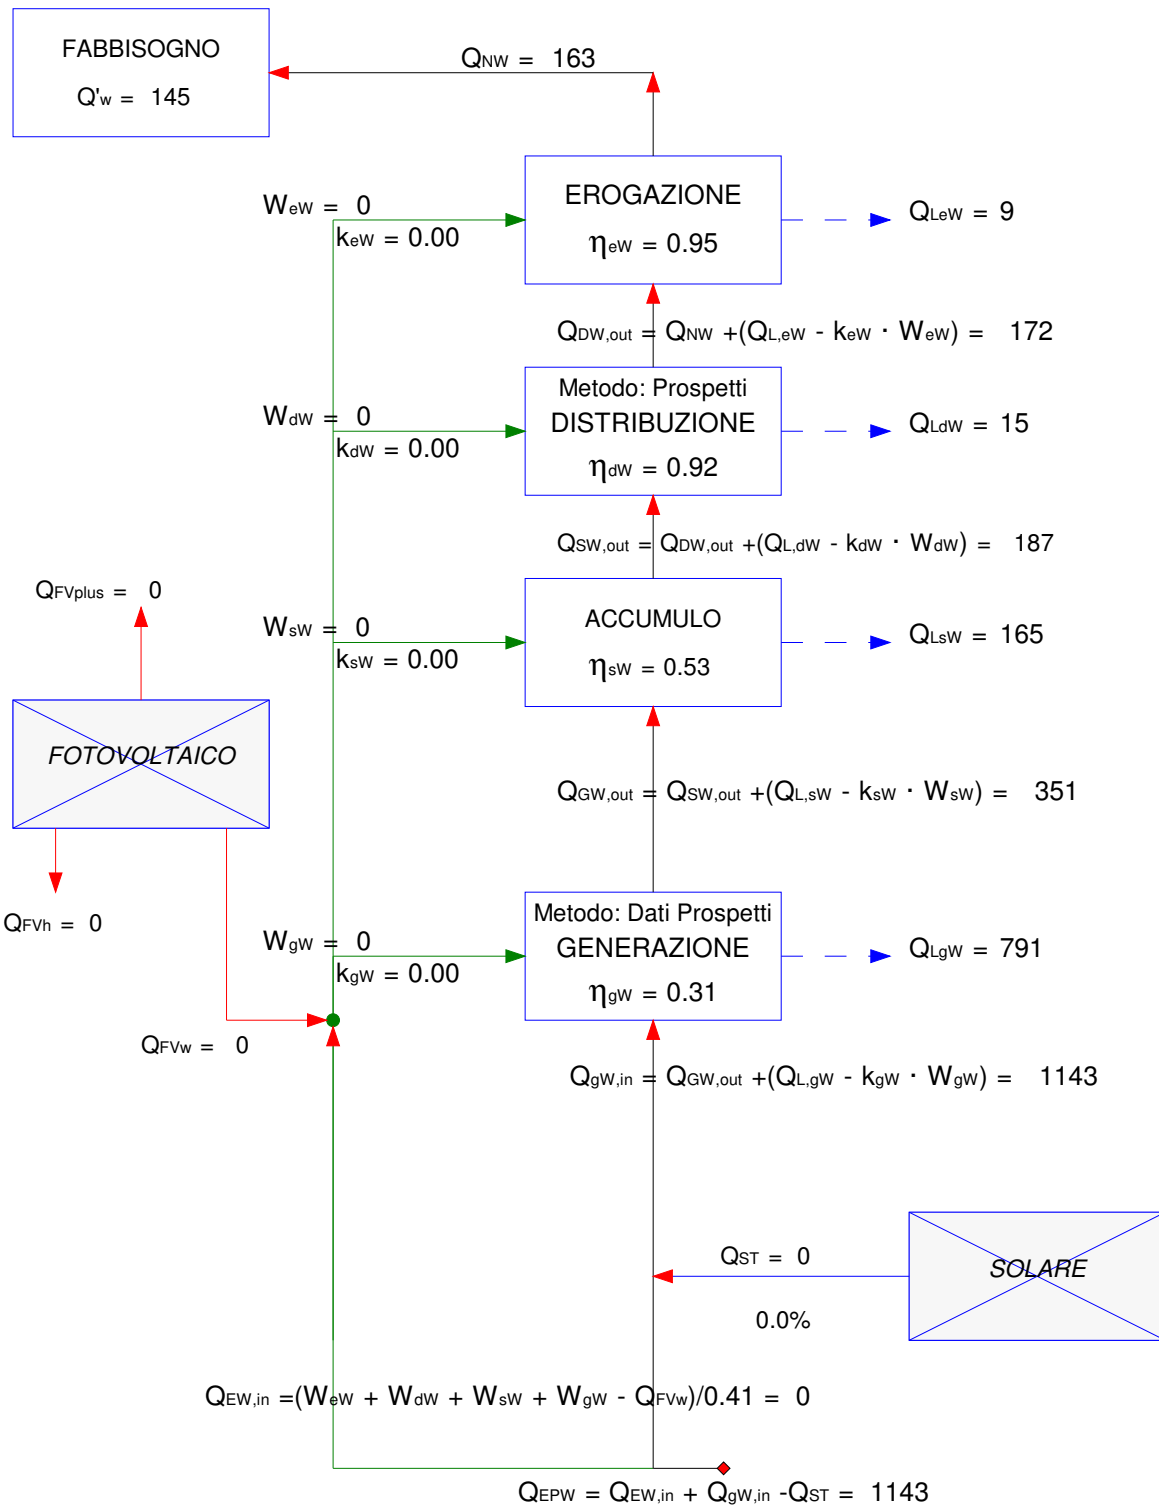 FABBISOGNO
Q'w = 145
QNW = 163
EROGAZIONE
ηeW = 0.95
WeW = 0
keW = 0.00
QLeW = 9
QDW,out = QNW +(QL,eW - keW · WeW) = 172
Metodo: Prospetti
DISTRIBUZIONE
ηdW = 0.92
WdW = 0
kdW = 0.00
QLdW = 15
QSW,out = QDW,out +(QL,dW - kdW · WdW) = 187
QFVplus = 0
ACCUMULO
ηsW = 0.53
WsW = 0
ksW = 0.00
QLsW = 165
FOTOVOLTAICO
QGW,out = QSW,out +(QL,sW - ksW · WsW) = 351
QFVh = 0
Metodo: Dati Prospetti
GENERAZIONE
ηgW = 0.31
WgW = 0
kgW = 0.00
QLgW = 791
QFVw = 0
QgW,in = QGW,out +(QL,gW - kgW · WgW) = 1143
QST = 0
0.0%
SOLARE
QEW,in =(WeW + WdW + WsW + WgW - QFVw)/0.41 = 0
QEPW = QEW,in + QgW,in -QST = 1143